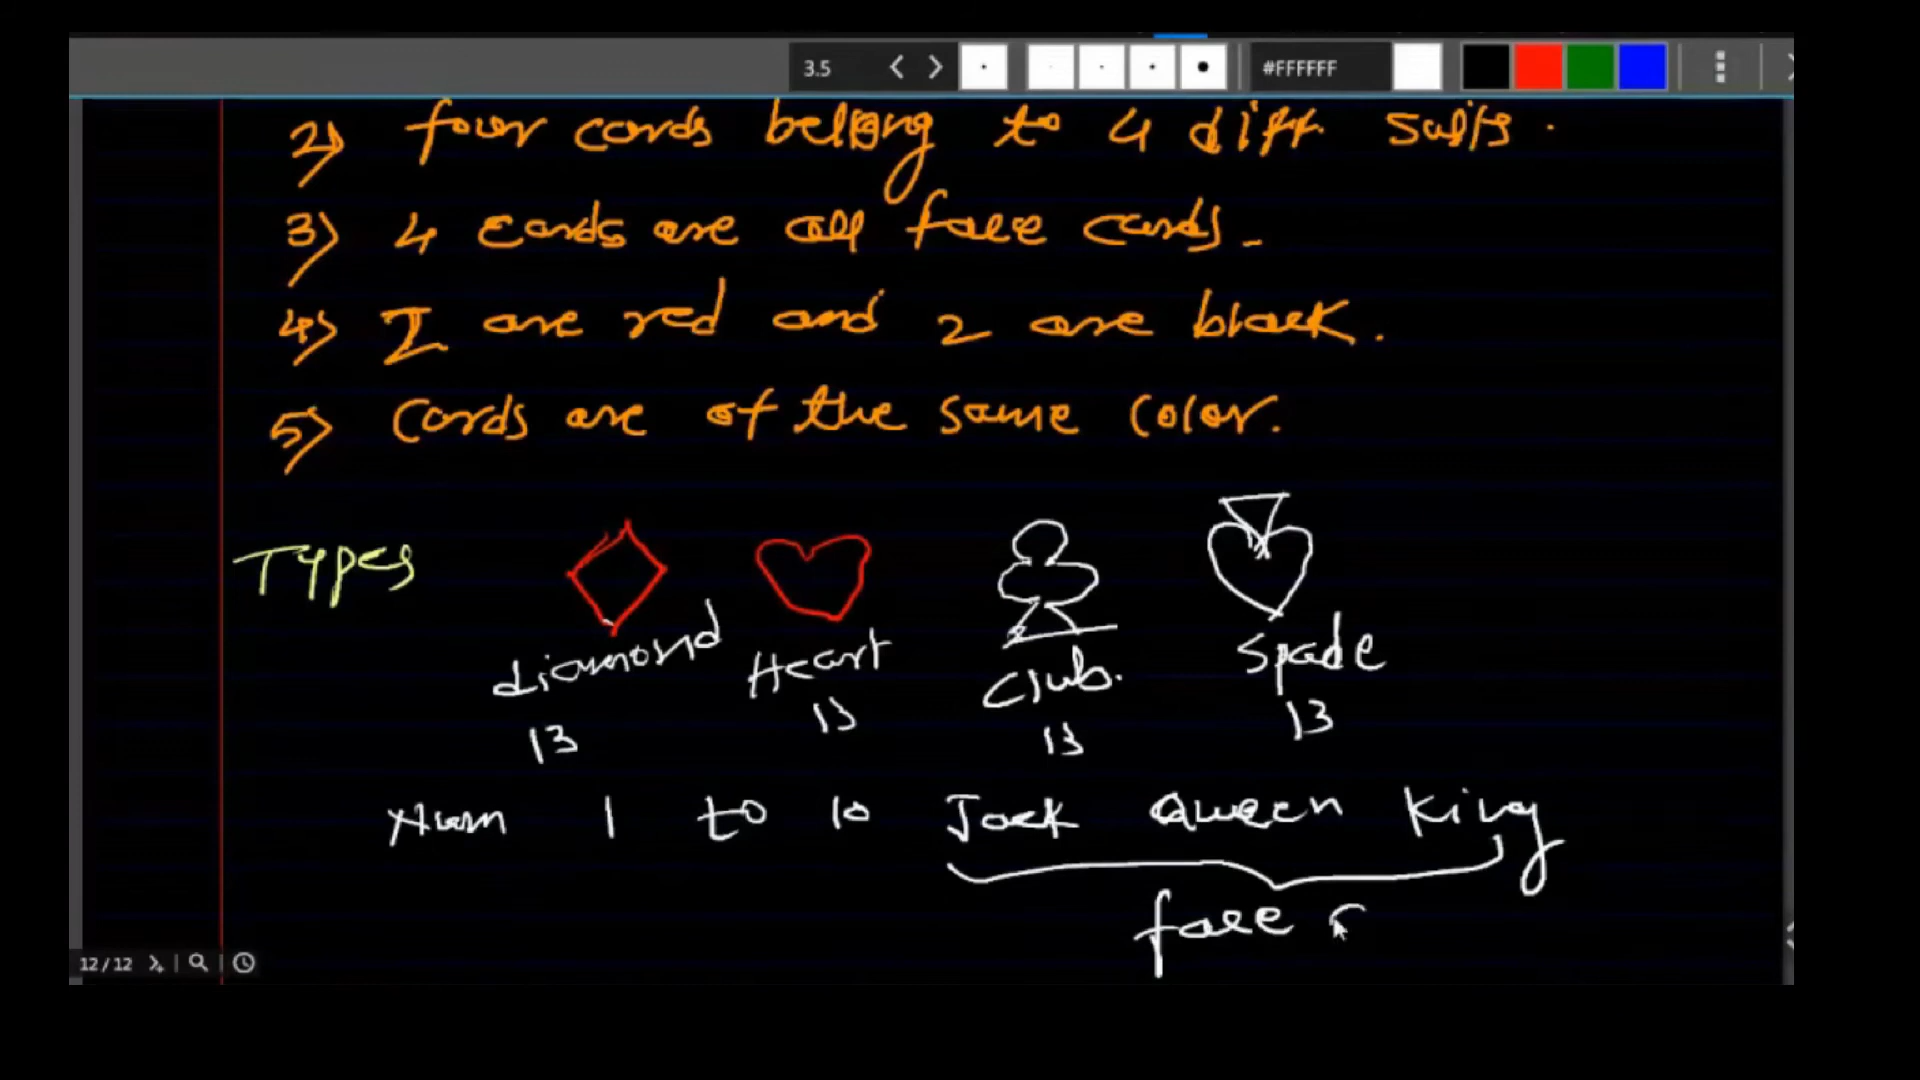 3.5 #FFFFFF
2) four cards belong to 4 diff. suits.
3) 4 cards are all face cards.
4) 2 are red and 2 are black.
5) Cards are of the same color.
Types
diamond Heart Club. Spade
13 13 13 13
Num 1 to 10 Jack Queen King
face
12/12